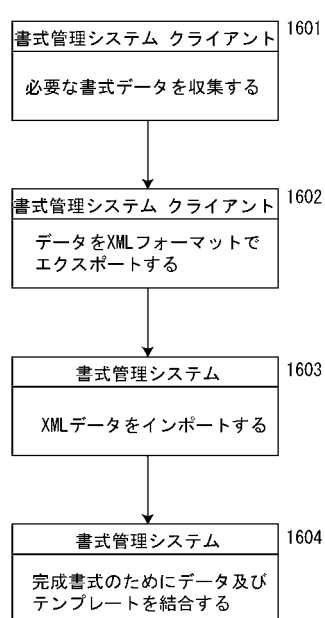 書式管理システム クライアント
1601
必要な書式データを収集する
書式管理システム クライアント
1602
データをXMLフォーマットで
エクスポートする
書式管理システム
1603
XMLデータをインポートする
書式管理システム
1604
完成書式のためにデータ及び
テンプレートを結合する